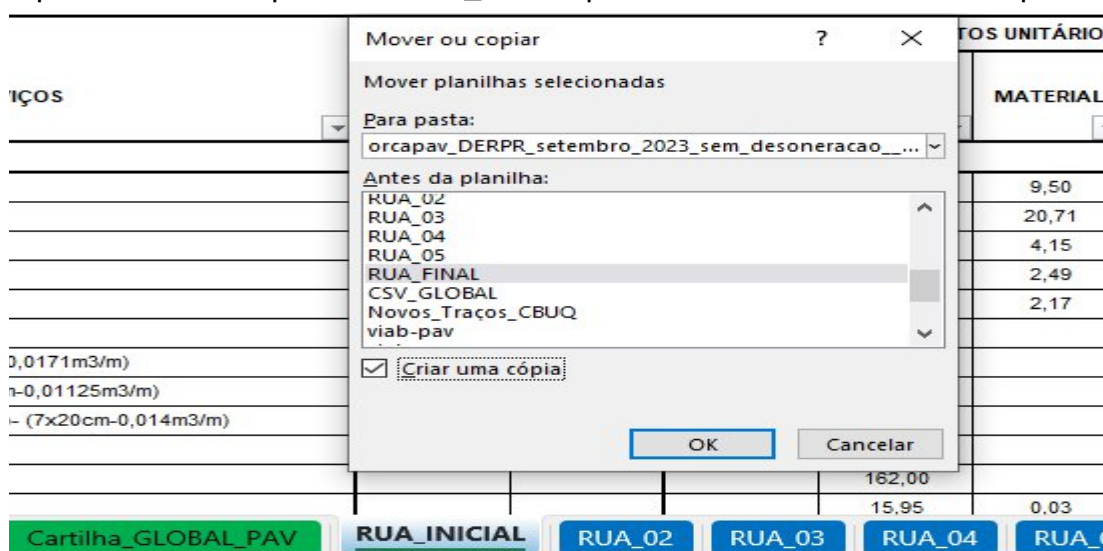 Mover ou copiar ? TOS UNITÁRIO
Mover planilhas selecionadas
IÇOS MATERIAL
Para pasta:
orcapav_DERPR_setembro_2023_sem_desoneracao__...
Antes da planilha:
RUA_02 9,50
RUA_03 20,71
RUA_04 4,15
RUA_05
RUA_FINAL 2,49
CSV_GLOBAL
Novos_Traços_CBUQ 2,17
viab-pav
0,0171m3/m) Criar uma cópia
n-0,01125m3/m)
- (7x20cm-0,014m3/m)
OK Cancelar
162,00
15,95 0,03
Cartilha_GLOBAL_PAV RUA_INICIAL RUA_02 RUA_03 RUA_04 RUA_